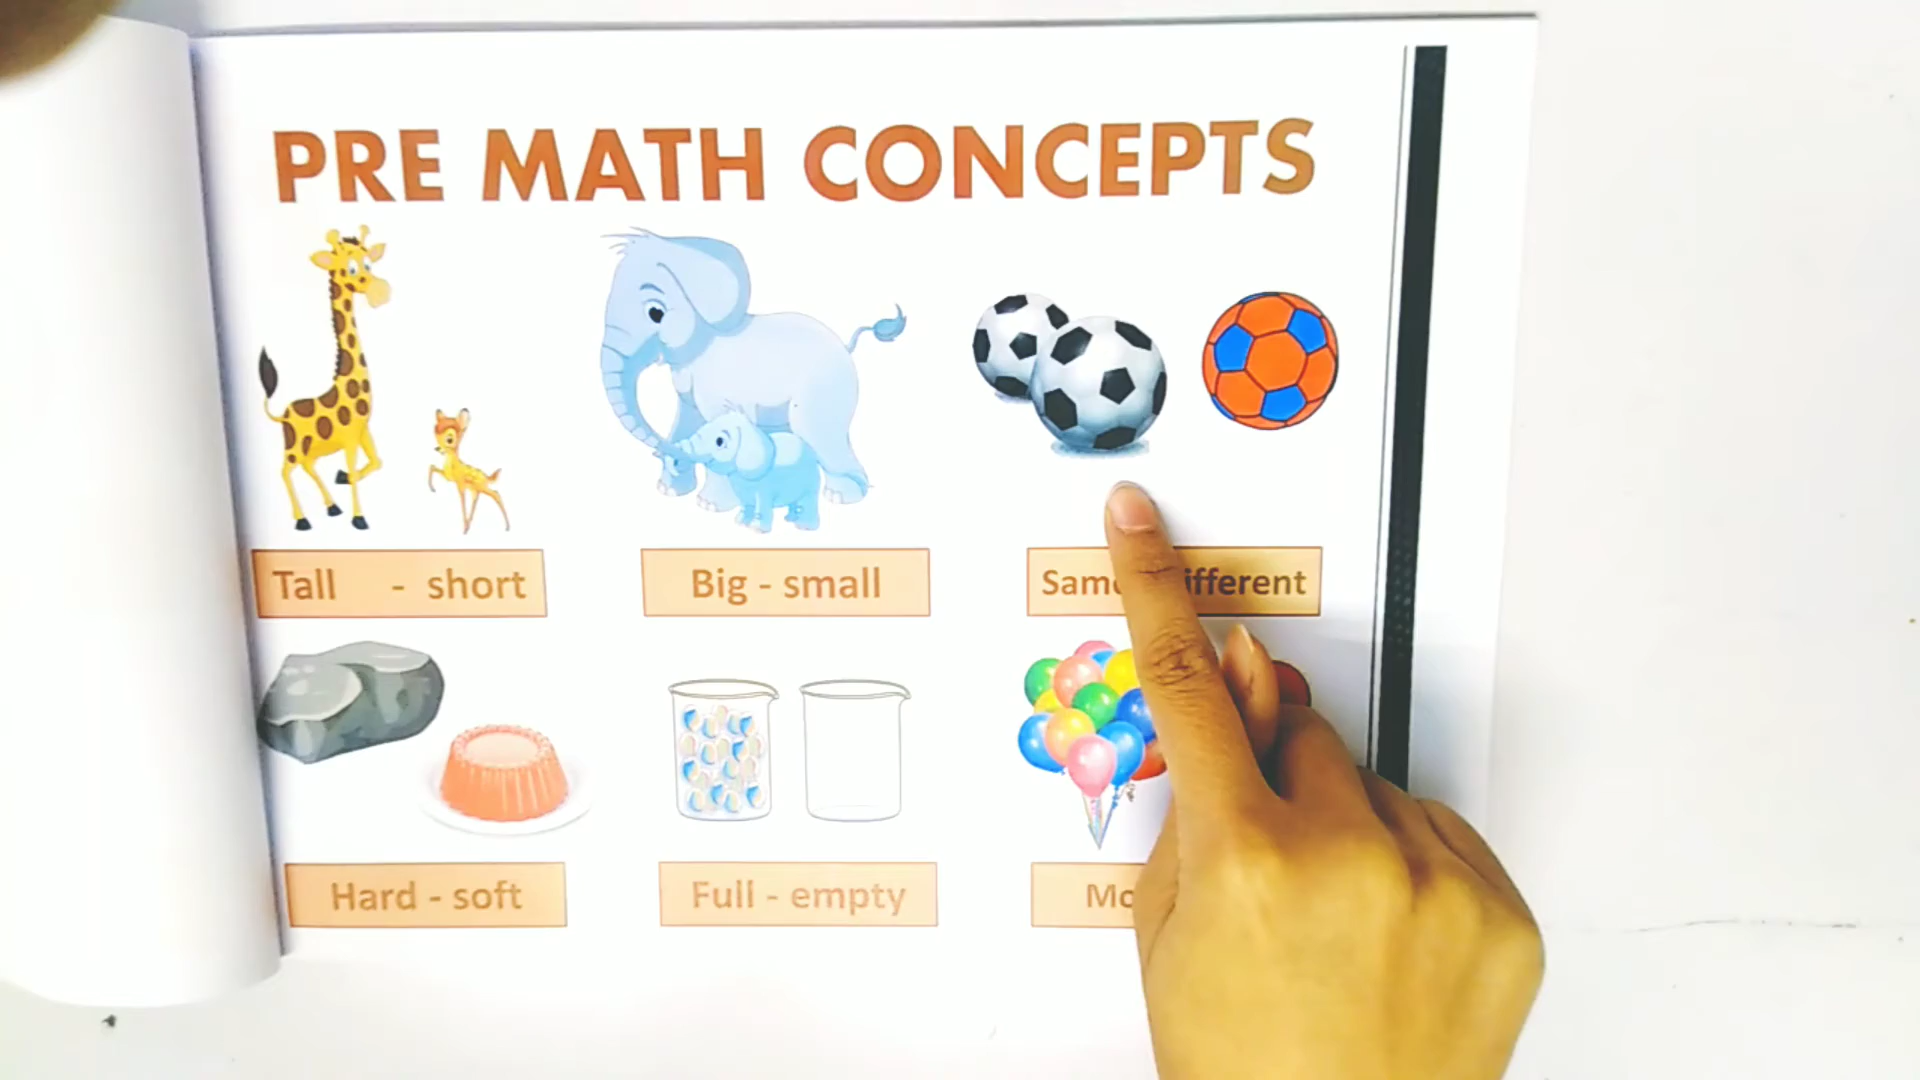 PRE MATH CONCEPTS
Tall - short
Big - small
Hard - soft
Full - empty